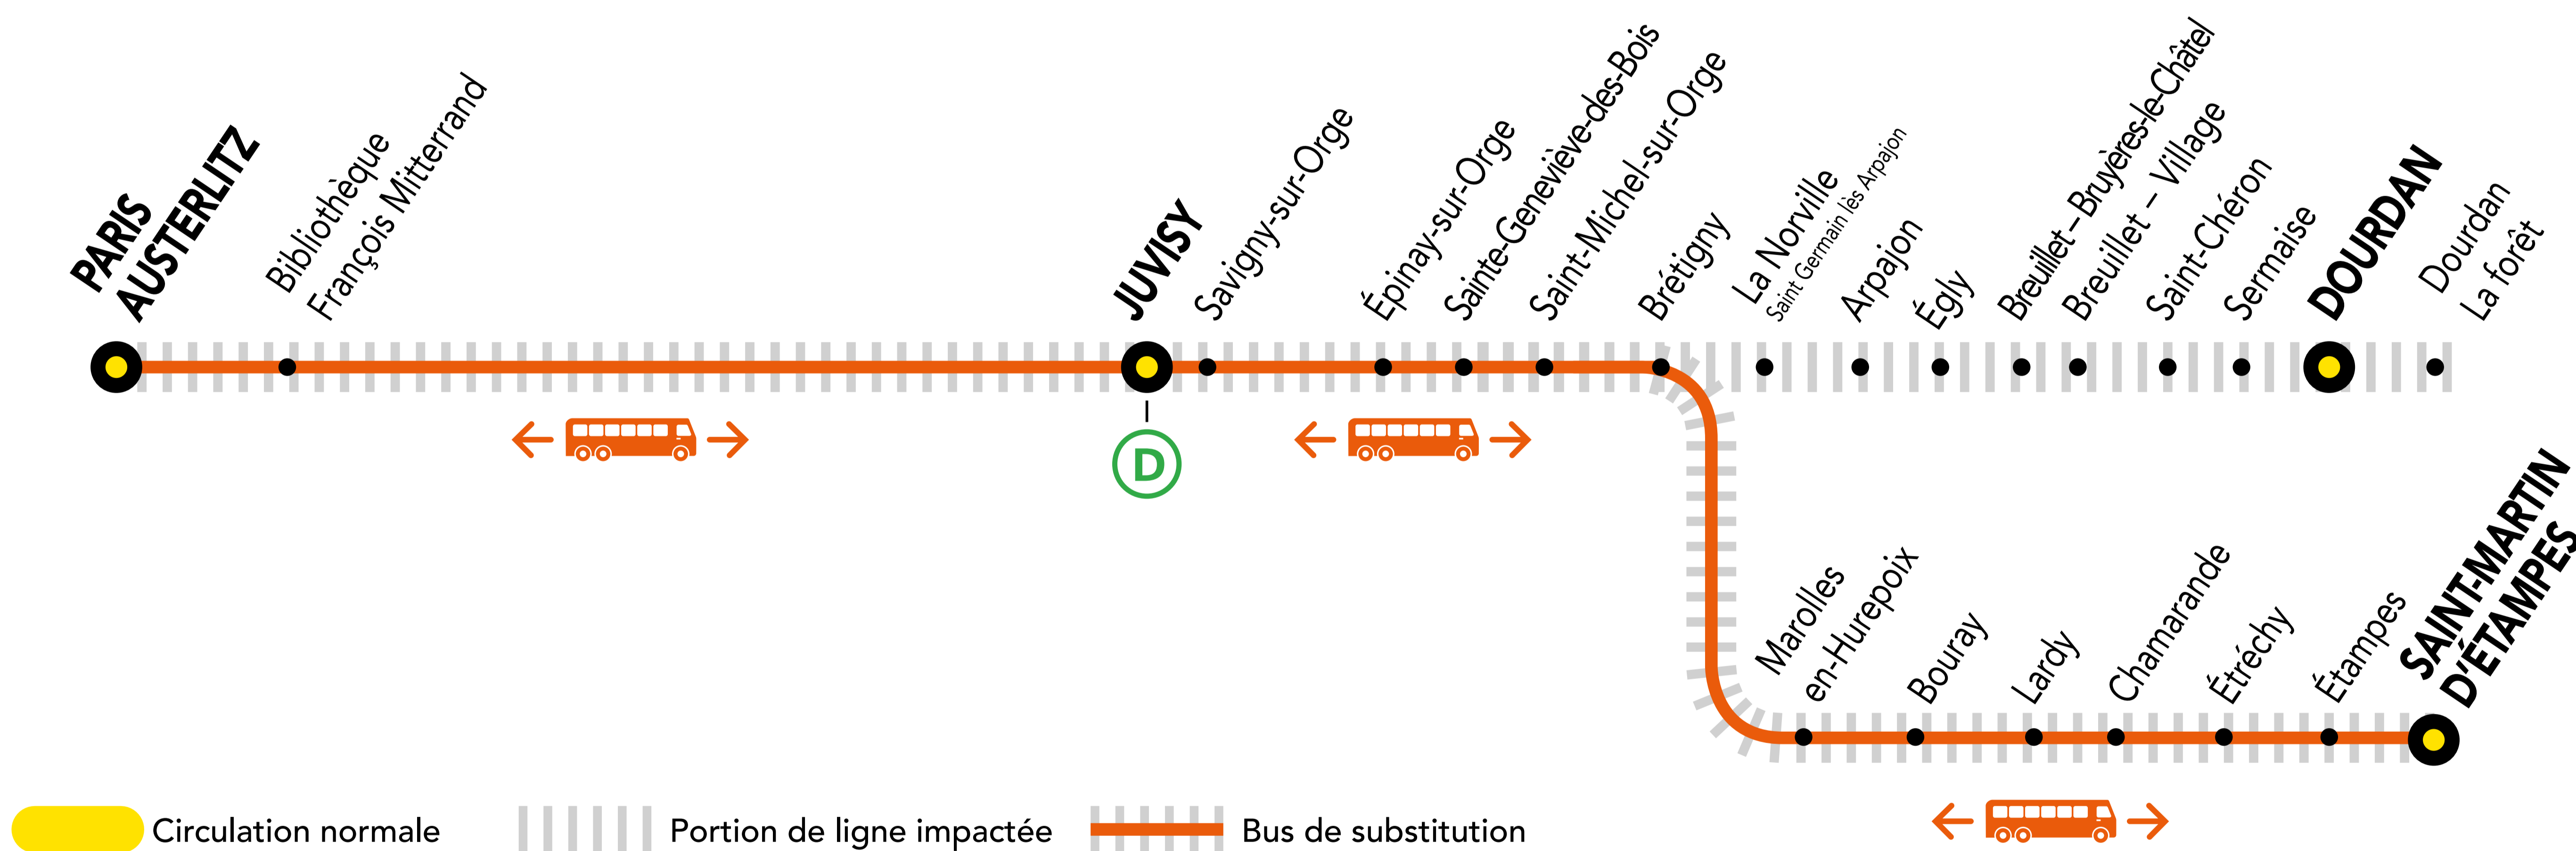 PARIS
AUSTERLITZ
Bibliothèque
François Mitterrand
JUVISY
Savigny-sur-Orge
Épinay-sur-Orge
Sainte-Geneviève-des-Bois
Saint-Michel-sur-Orge
Brétigny
La Norville
Saint Germain lès Arpajon
Arpajon
Égly
Breuillet – Bruyères-le-Châtel
Breuillet – Village
Saint-Chéron
Sermaise
DOURDAN
Dourdan
La forêt
D
Marolles
en-Hurepoix
Bouray
Lardy
Chamarande
Étréchy
Étampes
SAINT-MARTIN
D'ÉTAMPES
Circulation normale
Portion de ligne impactée
Bus de substitution